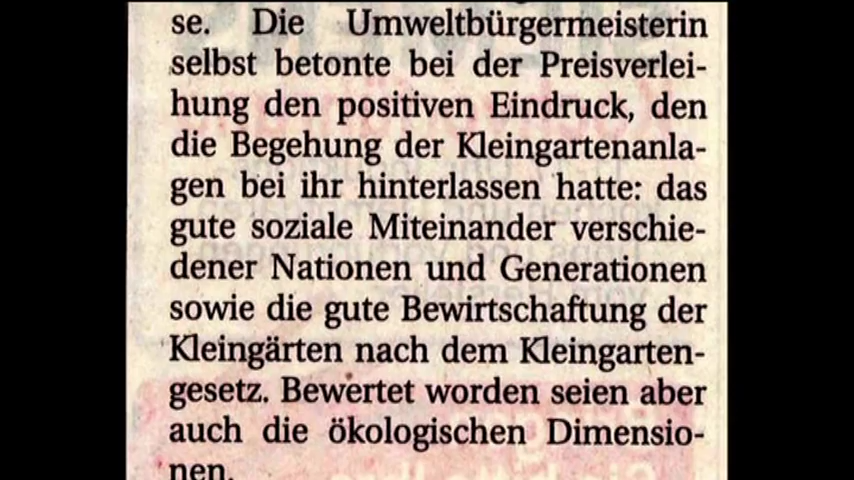 se. Die Umweltbürgermeisterin
selbst betonte bei der Preisverlei-
hung den positiven Eindruck, den
die Begehung der Kleingartenanla-
gen bei ihr hinterlassen hatte: das
gute soziale Miteinander verschie-
dener Nationen und Generationen
sowie die gute Bewirtschaftung der
Kleingärten nach dem Kleingarten-
gesetz. Bewertet worden seien aber
auch die ökologischen Dimensio-
nen.